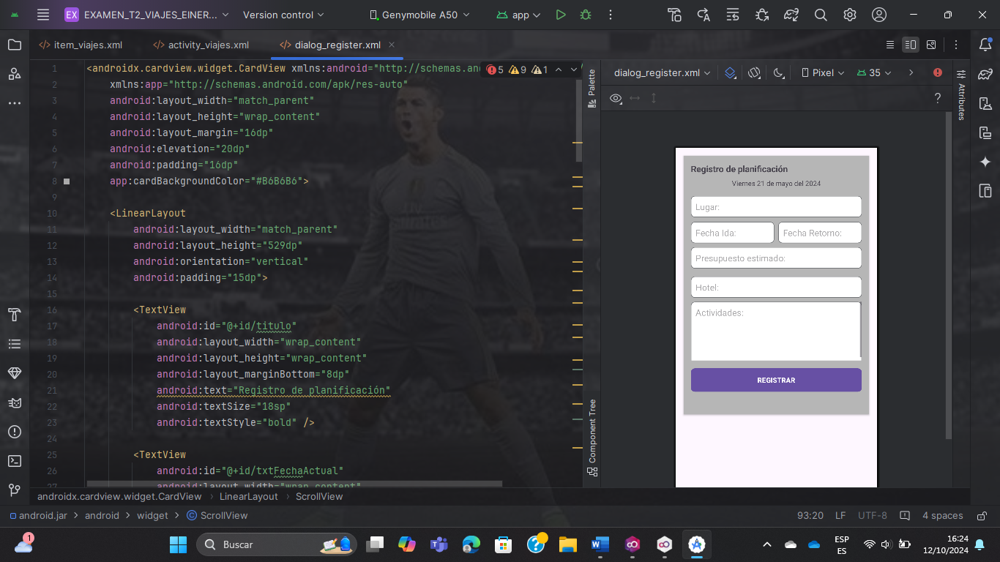 EX EXAMEN_T2_VIAJES_EINER... Version control Genymobile A50 app
item_viajes.xml activity_viajes.xml dialog_register.xml
1 <androidx.cardview.widget.CardView xmlns:android="http://schemas.an 5 9 1
2 xmlns:app="http://schemas.android.com/apk/res-auto"
3 android:layout_width="match_parent"
4 android:layout_height="wrap_content"
5 android:layout_margin="16dp"
6 android:elevation="20dp"
7 android:padding="16dp"
8 app:cardBackgroundColor="#B6B6B6">
9
10 <LinearLayout
11 android:layout_width="match_parent"
12 android:layout_height="529dp"
13 android:orientation="vertical"
14 android:padding="15dp">
15
16 <TextView
17 android:id="@+id/titulo"
18 android:layout_width="wrap_content"
19 android:layout_height="wrap_content"
20 android:layout_marginBottom="8dp"
21 android:text="Registro de planificación"
22 android:textSize="18sp"
23 android:textStyle="bold" />
24
25 <TextView
26 android:id="@+id/txtFechaActual"
27 android:layout_width="wrap_content"
Palette
Component Tree
dialog_register.xml Pixel 35
?
Attributes
Registro de planificación
Viernes 21 de mayo del 2024
Lugar:
Fecha Ida: Fecha Retorno:
Presupuesto estimado:
Hotel:
Actividades:
REGISTRAR
androidx.cardview.widget.CardView > LinearLayout > ScrollView
android.jar > android > widget > ScrollView 93:20 LF UTF-8 4 spaces
1 Buscar ESP 16:24
ES 12/10/2024